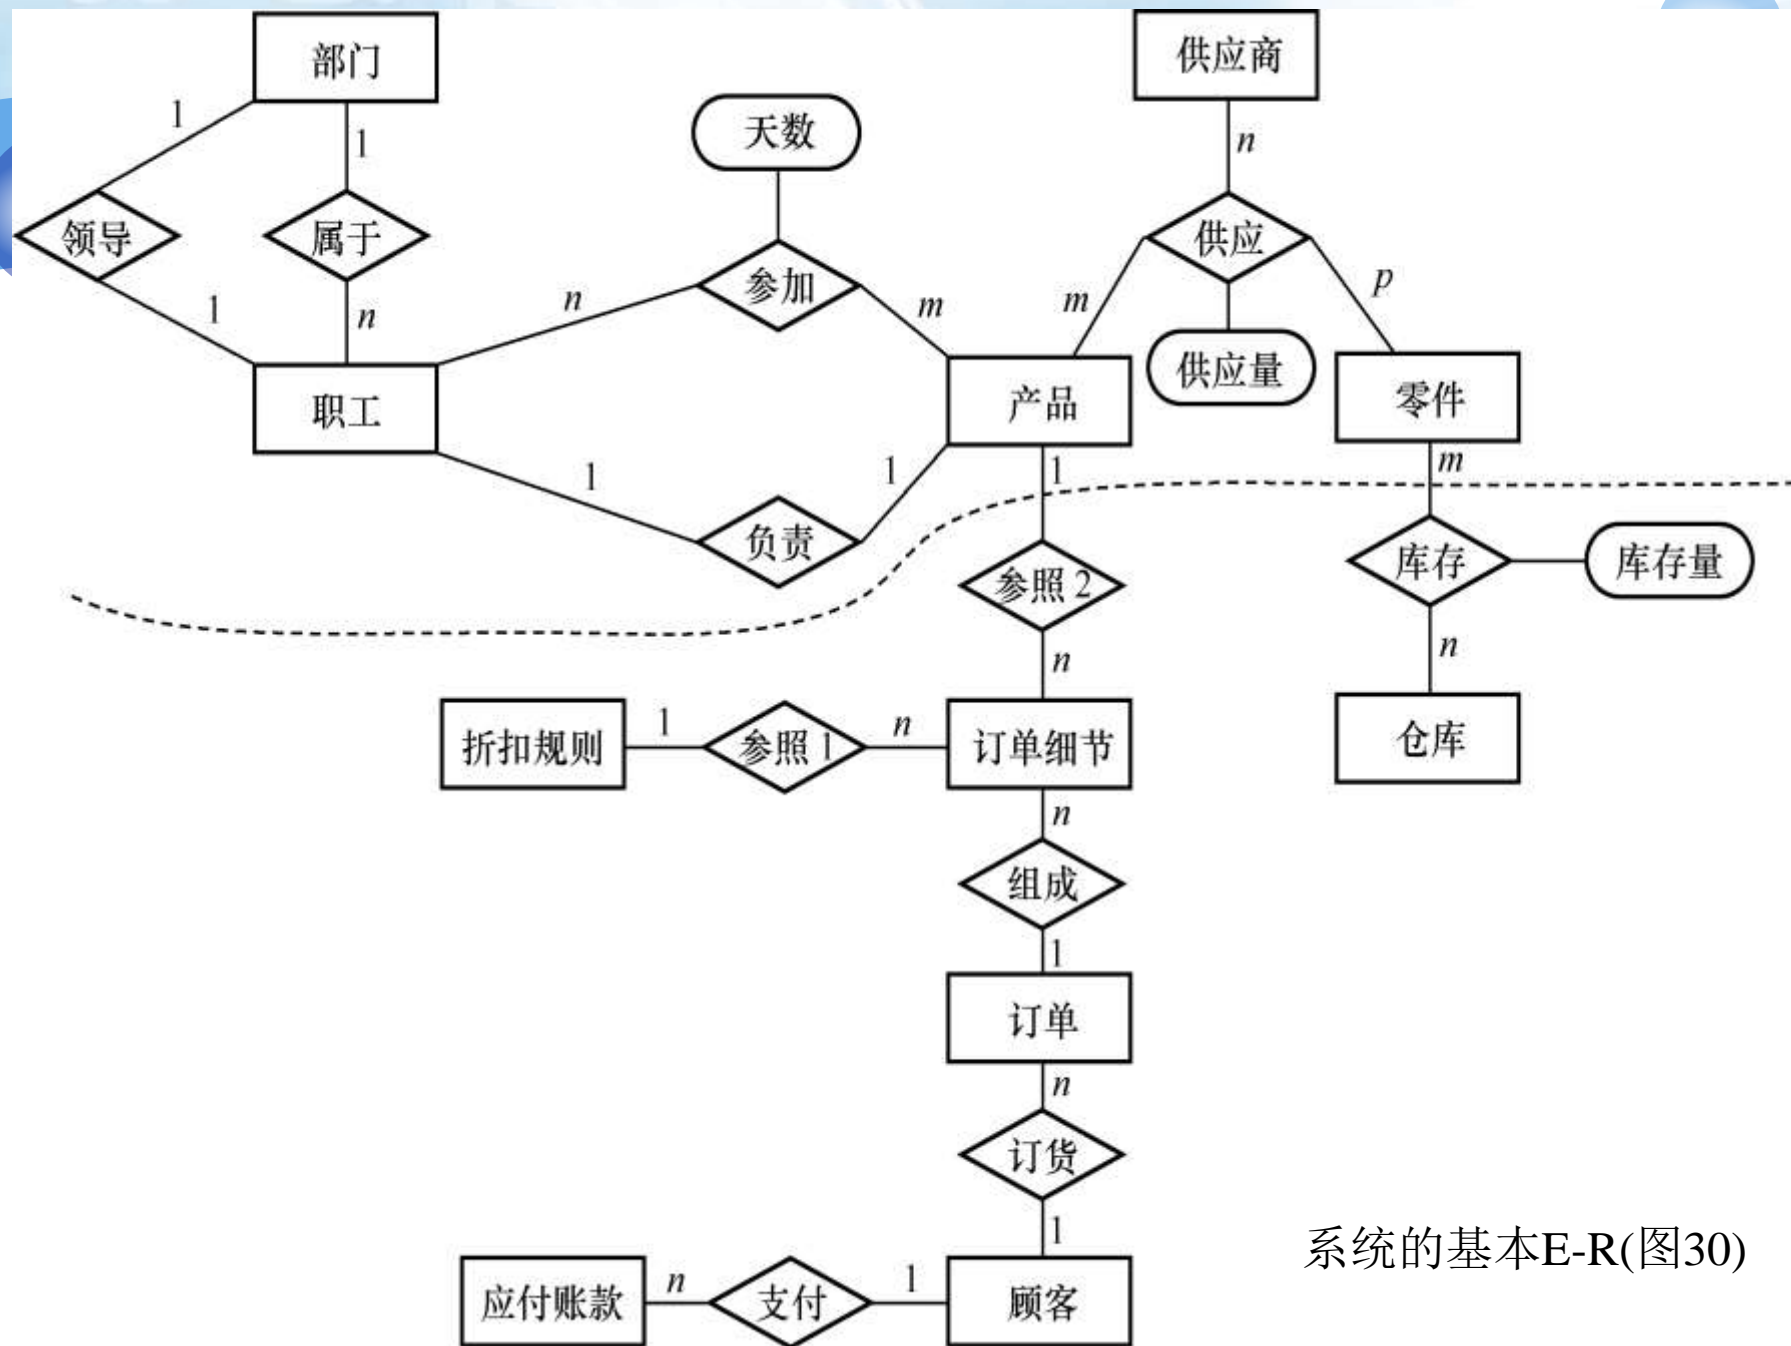 部门
供应商
1
1
天数
n
领导
属于
参加
供应
1
n
n
m
m
p
供应量
职工
产品
零件
1
1
1
m
负责
参照 2
库存
库存量
n
n
折扣规则
1
参照 1
n
订单细节
仓库
n
组成
1
订单
n
订货
1
系统的基本E-R(图30)
应付账款
n
支付
1
顾客